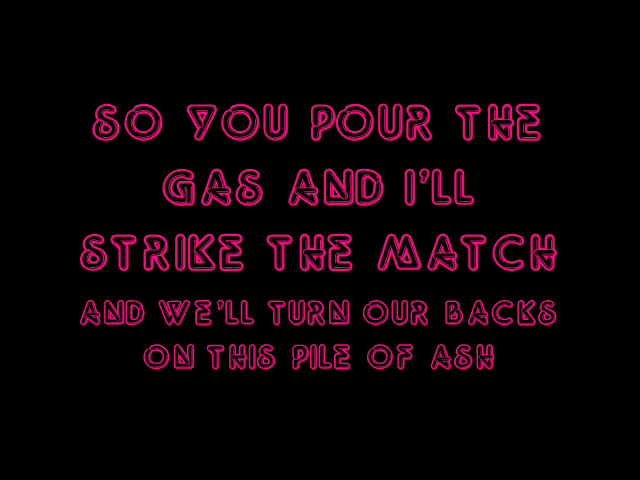 SO YOU POUR THE
GAS AND I'LL
STRIKE THE MATCH
AND WE'LL TURN OUR BACKS
ON THIS PILE OF ASH